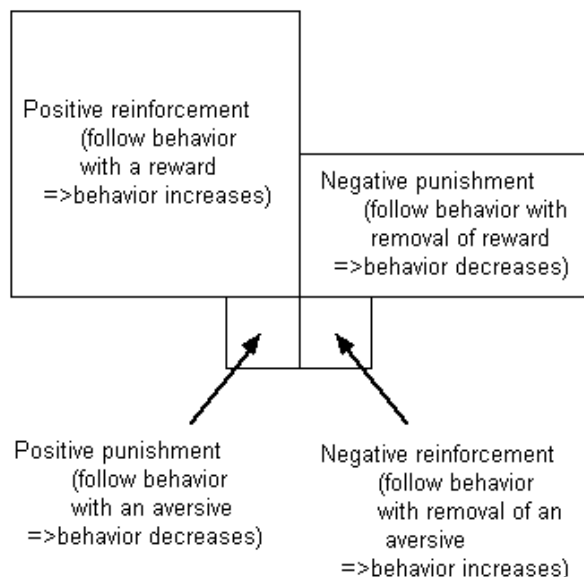 Positive reinforcement
(follow behavior
with a reward
=>behavior increases)
Negative punishment
(follow behavior with
removal of reward
=>behavior decreases)
Positive punishment
(follow behavior
with an aversive
=>behavior decreases)
Negative reinforcement
(follow behavior
with removal of an
aversive
=>behavior increases)